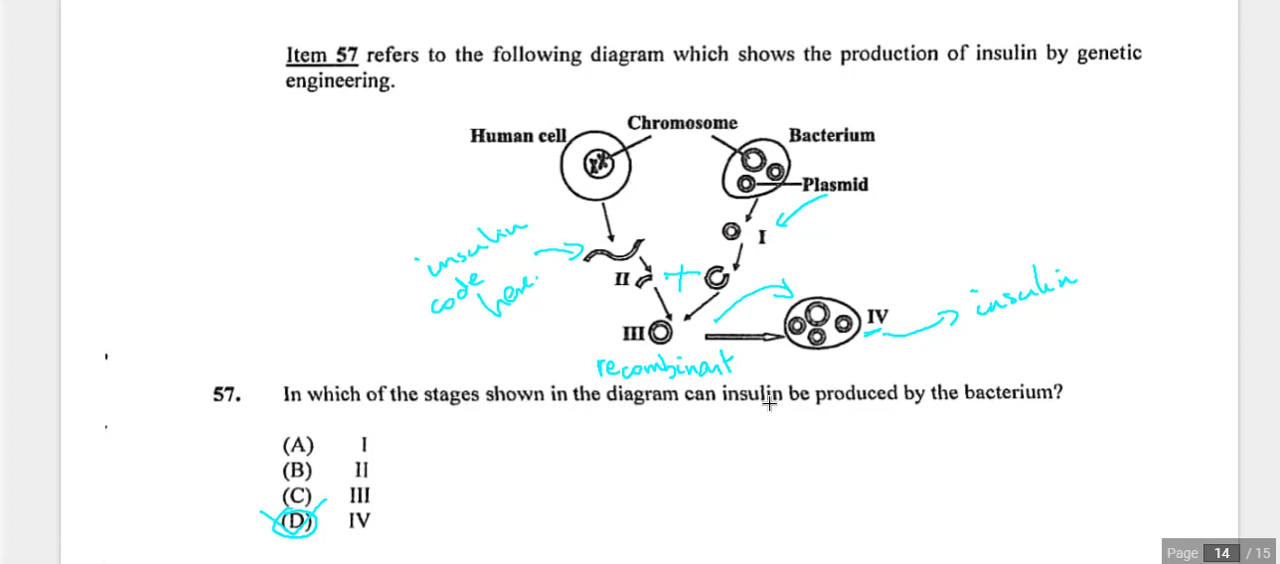 Item 57 refers to the following diagram which shows the production of insulin by genetic
engineering.
Chromosome
Human cell
Bacterium
Plasmid
I
insulin
code
here.
II
+
insulin
IV
III
recombinant
57. In which of the stages shown in the diagram can insulin be produced by the bacterium?
(A) I
(B) II
(C) III
(D) IV
Page 14 / 15